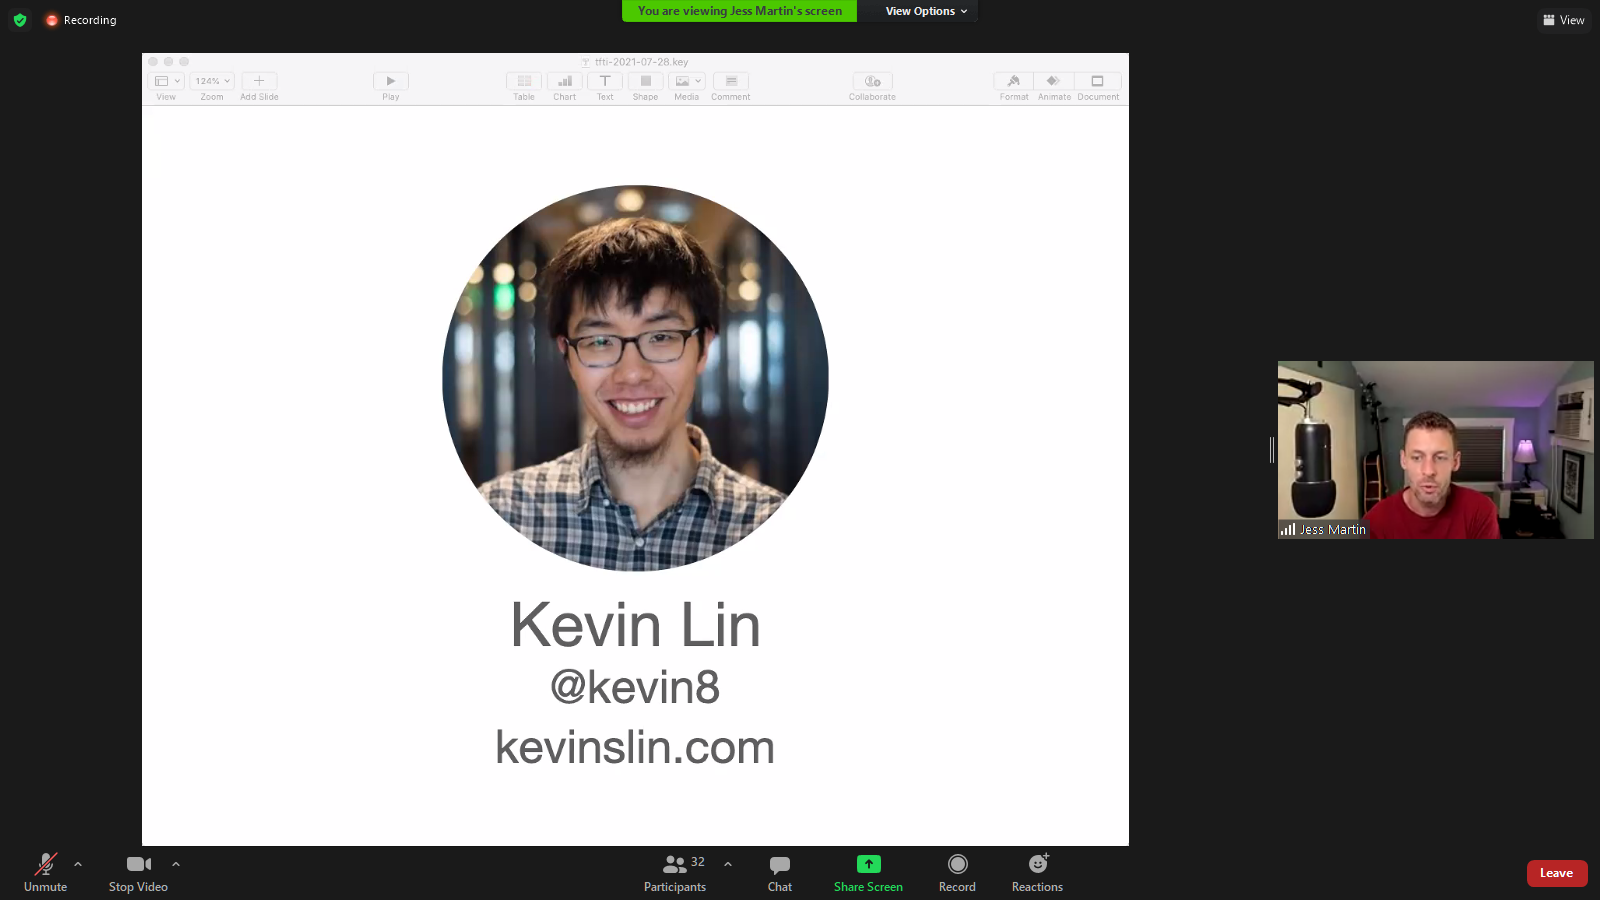 Recording
You are viewing Jess Martin's screen
View Options
View
tfti-2021-07-28.key
124%
View
Zoom
Add Slide
Play
Table
Chart
Text
Shape
Media
Comment
Collaborate
Format
Animate
Document
Kevin Lin
@kevin8
kevinslin.com
Jess Martin
Unmute
Stop Video
32
Participants
Chat
Share Screen
Record
Reactions
Leave